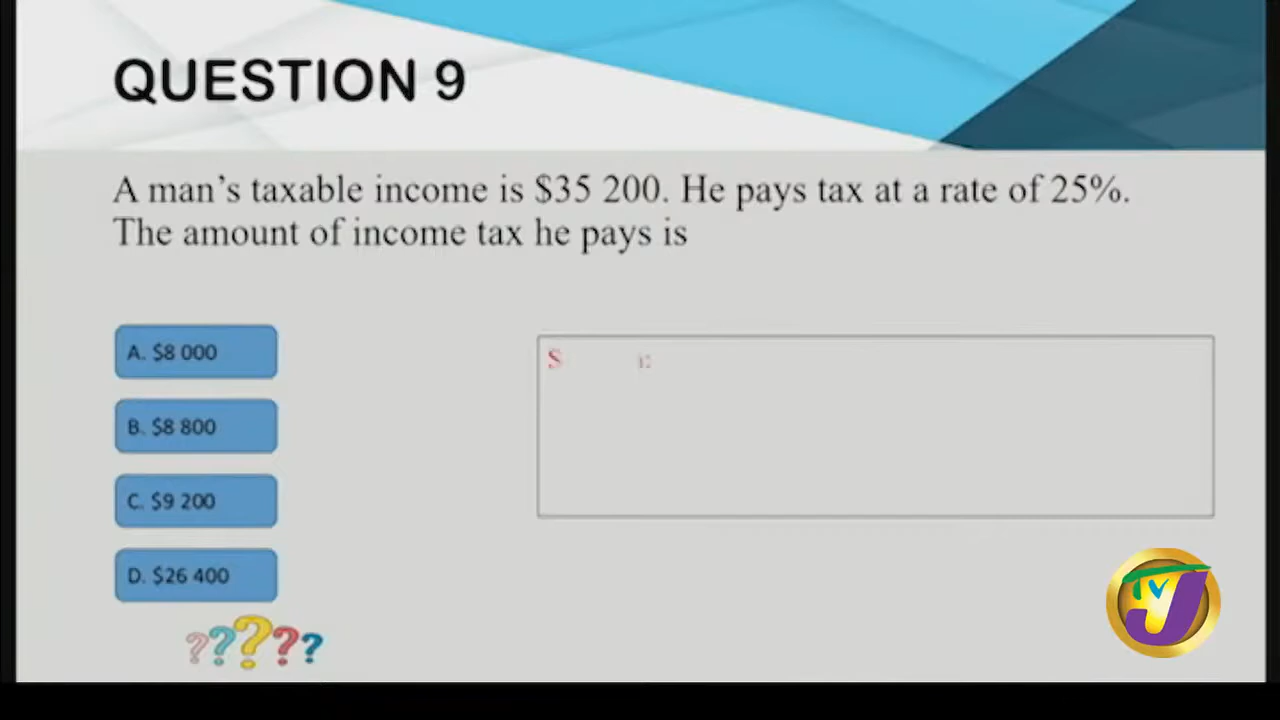 QUESTION 9
A man's taxable income is $35 200. He pays tax at a rate of 25%.
The amount of income tax he pays is
A. $8 000
B. $8 800
C. $9 200
D. $26 400
S
?????
TVJ